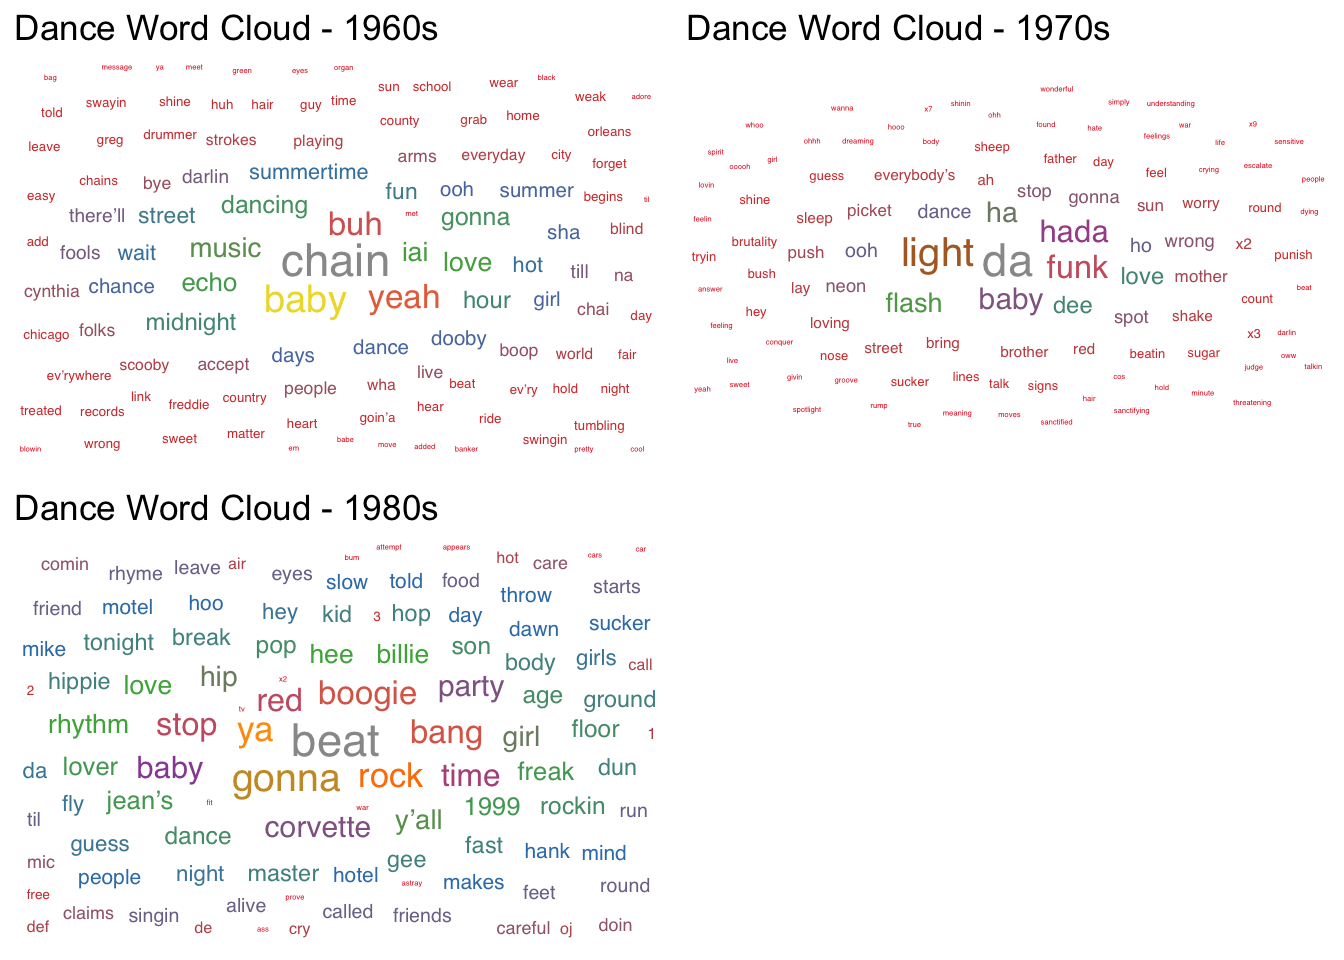 Dance Word Cloud - 1960s
bag message ya meet green eyes organ
told swayin shine huh hair guy time sun school wear black weak adore
leave greg drummer strokes playing county grab home orleans
easy chains bye darlin summertime arms everyday city forget
there'll street dancing fun ooh summer begins til
add fools wait music buh met gonna sha blind
cynthia chance echo chain iai love hot till na
chicago folks midnight baby yeah hour girl chai day
ev'rywhere scooby accept days dance dooby boop world fair
treated records link freddie country people wha live beat ev'ry hold night
blowin wrong sweet matter heart goin'a hear ride swingin tumbling
em babe move added banker pretty cool
Dance Word Cloud - 1970s
wonderful
wanna x7 shinin ohh simply understanding
whoo ohhh dreaming hooo body found hate feelings war x9
spirit oooh girl sheep father day life sensitive
lovin guess everybody's ah feel crying escalate people
feelin shine sleep picket dance stop gonna sun worry round dying
tryin brutality push ooh ha hada ho wrong x2 punish
answer bush lay neon light da funk love mother beat
feeling hey loving flash baby dee spot shake count
conquer nose street bring brother red beatin sugar x3 darlin
yeah live sweet givin groove sucker lines talk signs cos hold minute judge oww talkin
spotlight rump true meaning moves hair sanctified sanctifying threatening
Dance Word Cloud - 1980s
comin rhyme leave air bum attempt appears hot care cars car
friend motel hoo eyes slow told food throw starts
mike tonight break hey kid 3 hop day dawn sucker
2 hippie love hip pop hee billie son body girls call
rhythm stop tv x2 red boogie party age ground
da lover baby ya beat bang girl floor 1
til fly jean's fit gonna rock time freak dun
guess dance war corvette y'all 1999 rockin run
mic people night master hotel gee fast hank mind
free claims singin alive prove astray makes feet round
def de ass cry called friends careful oj doin